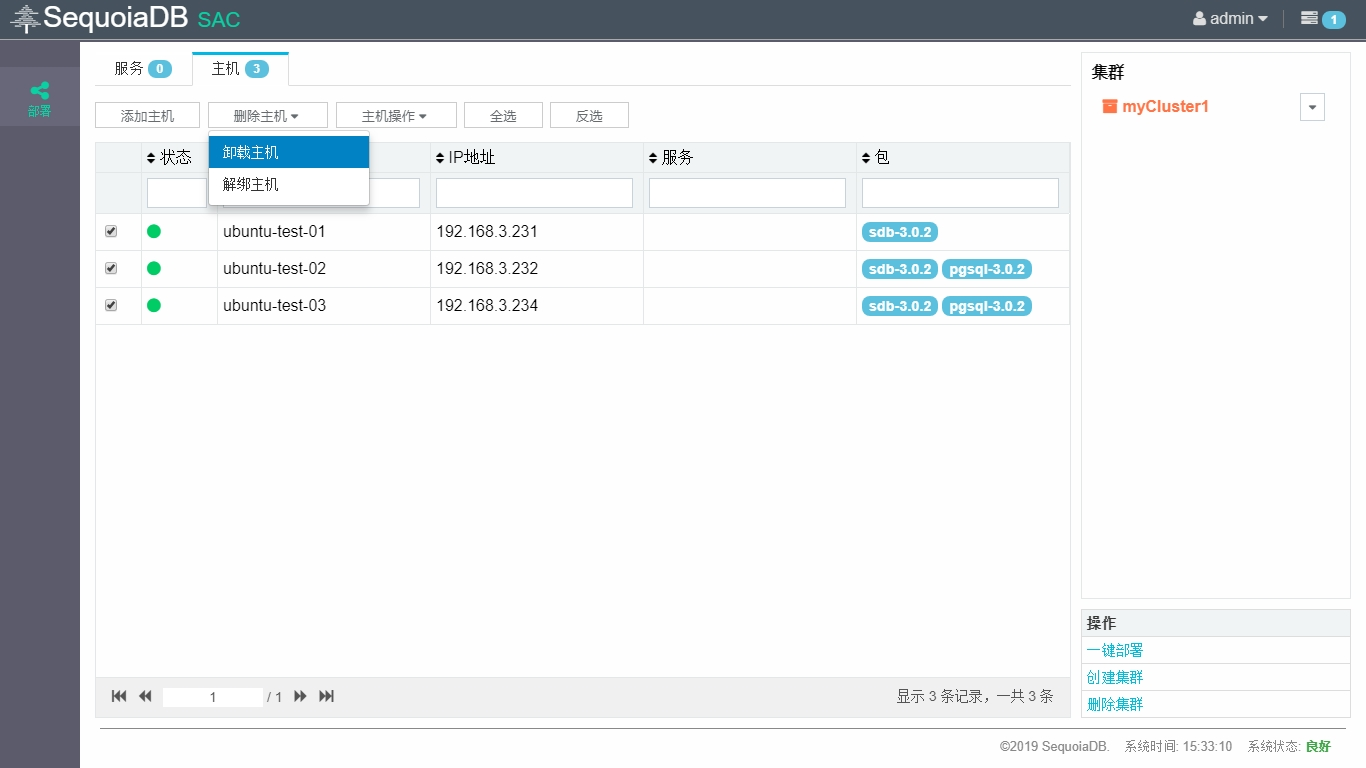 SequoiaDB SAC
admin
1
部署
服务 0
主机 3
添加主机 删除主机 主机操作 全选 反选
卸载主机
解绑主机
状态 IP地址 服务 包
ubuntu-test-01 192.168.3.231 sdb-3.0.2
ubuntu-test-02 192.168.3.232 sdb-3.0.2 pgsql-3.0.2
ubuntu-test-03 192.168.3.234 sdb-3.0.2 pgsql-3.0.2
1 / 1 显示 3 条记录，一共 3 条
集群
myCluster1
操作
一键部署
创建集群
删除集群
©2019 SequoiaDB. 系统时间: 15:33:10 系统状态: 良好